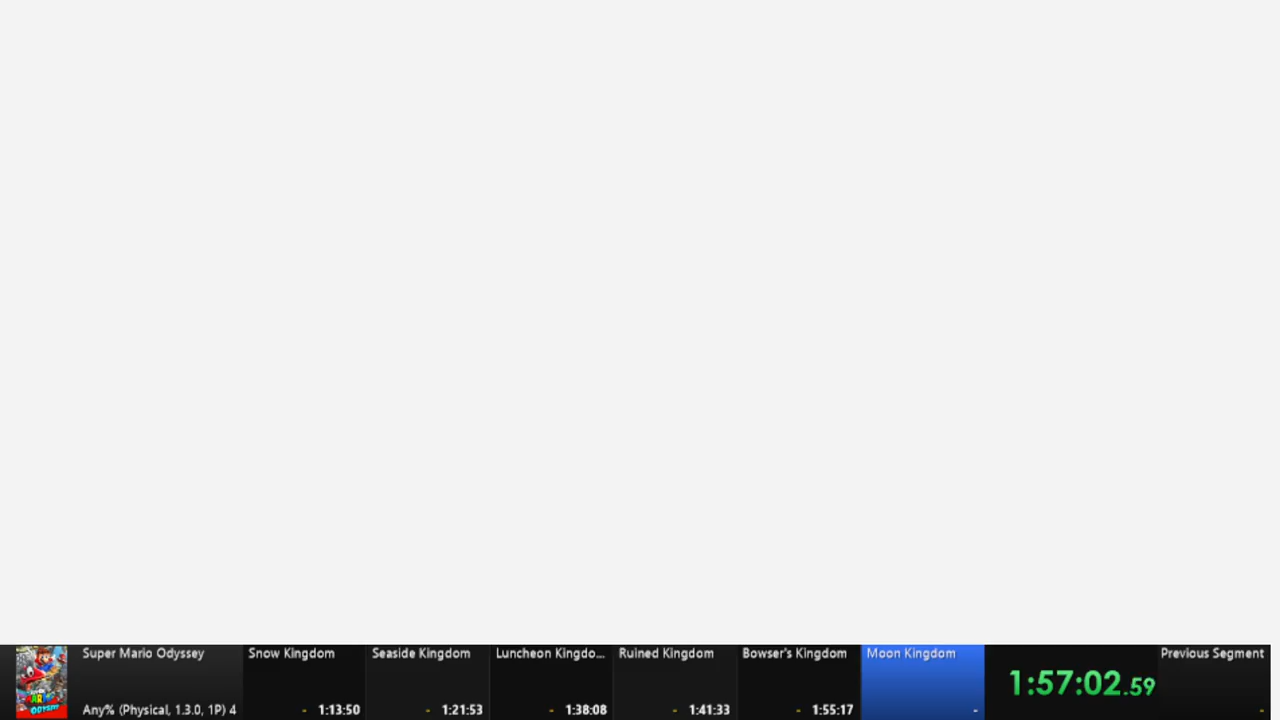 Super Mario Odyssey
Any% (Physical, 1.3.0, 1P) 4
Snow Kingdom
- 1:13:50
Seaside Kingdom
- 1:21:53
Luncheon Kingdo...
- 1:38:08
Ruined Kingdom
- 1:41:33
Bowser's Kingdom
- 1:55:17
Moon Kingdom
-
1:57:02.59
Previous Segment
-